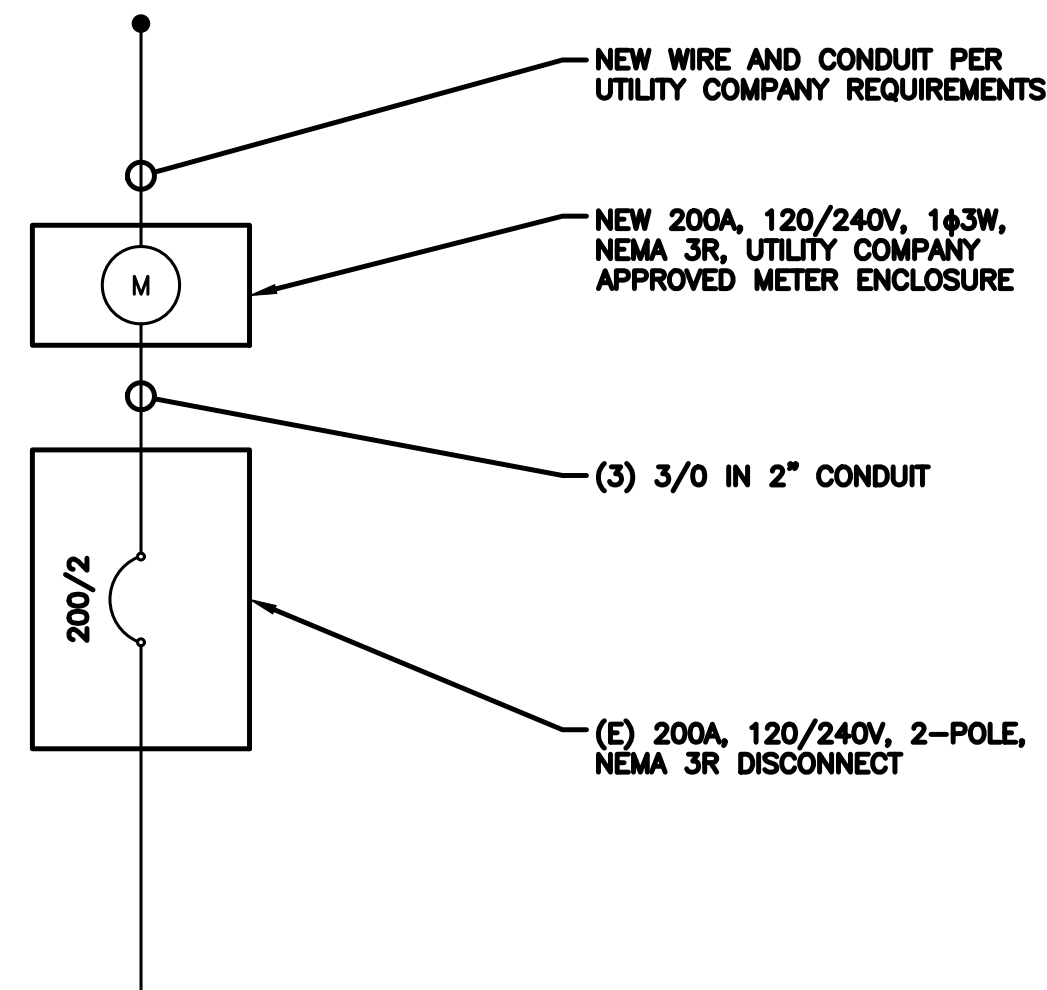 NEW WIRE AND CONDUIT PER
UTILITY COMPANY REQUIREMENTS
NEW 200A, 120/240V, 1ϕ3W,
NEMA 3R, UTILITY COMPANY
APPROVED METER ENCLOSURE
M
(3) 3/0 IN 2" CONDUIT
200/2
(E) 200A, 120/240V, 2-POLE,
NEMA 3R DISCONNECT